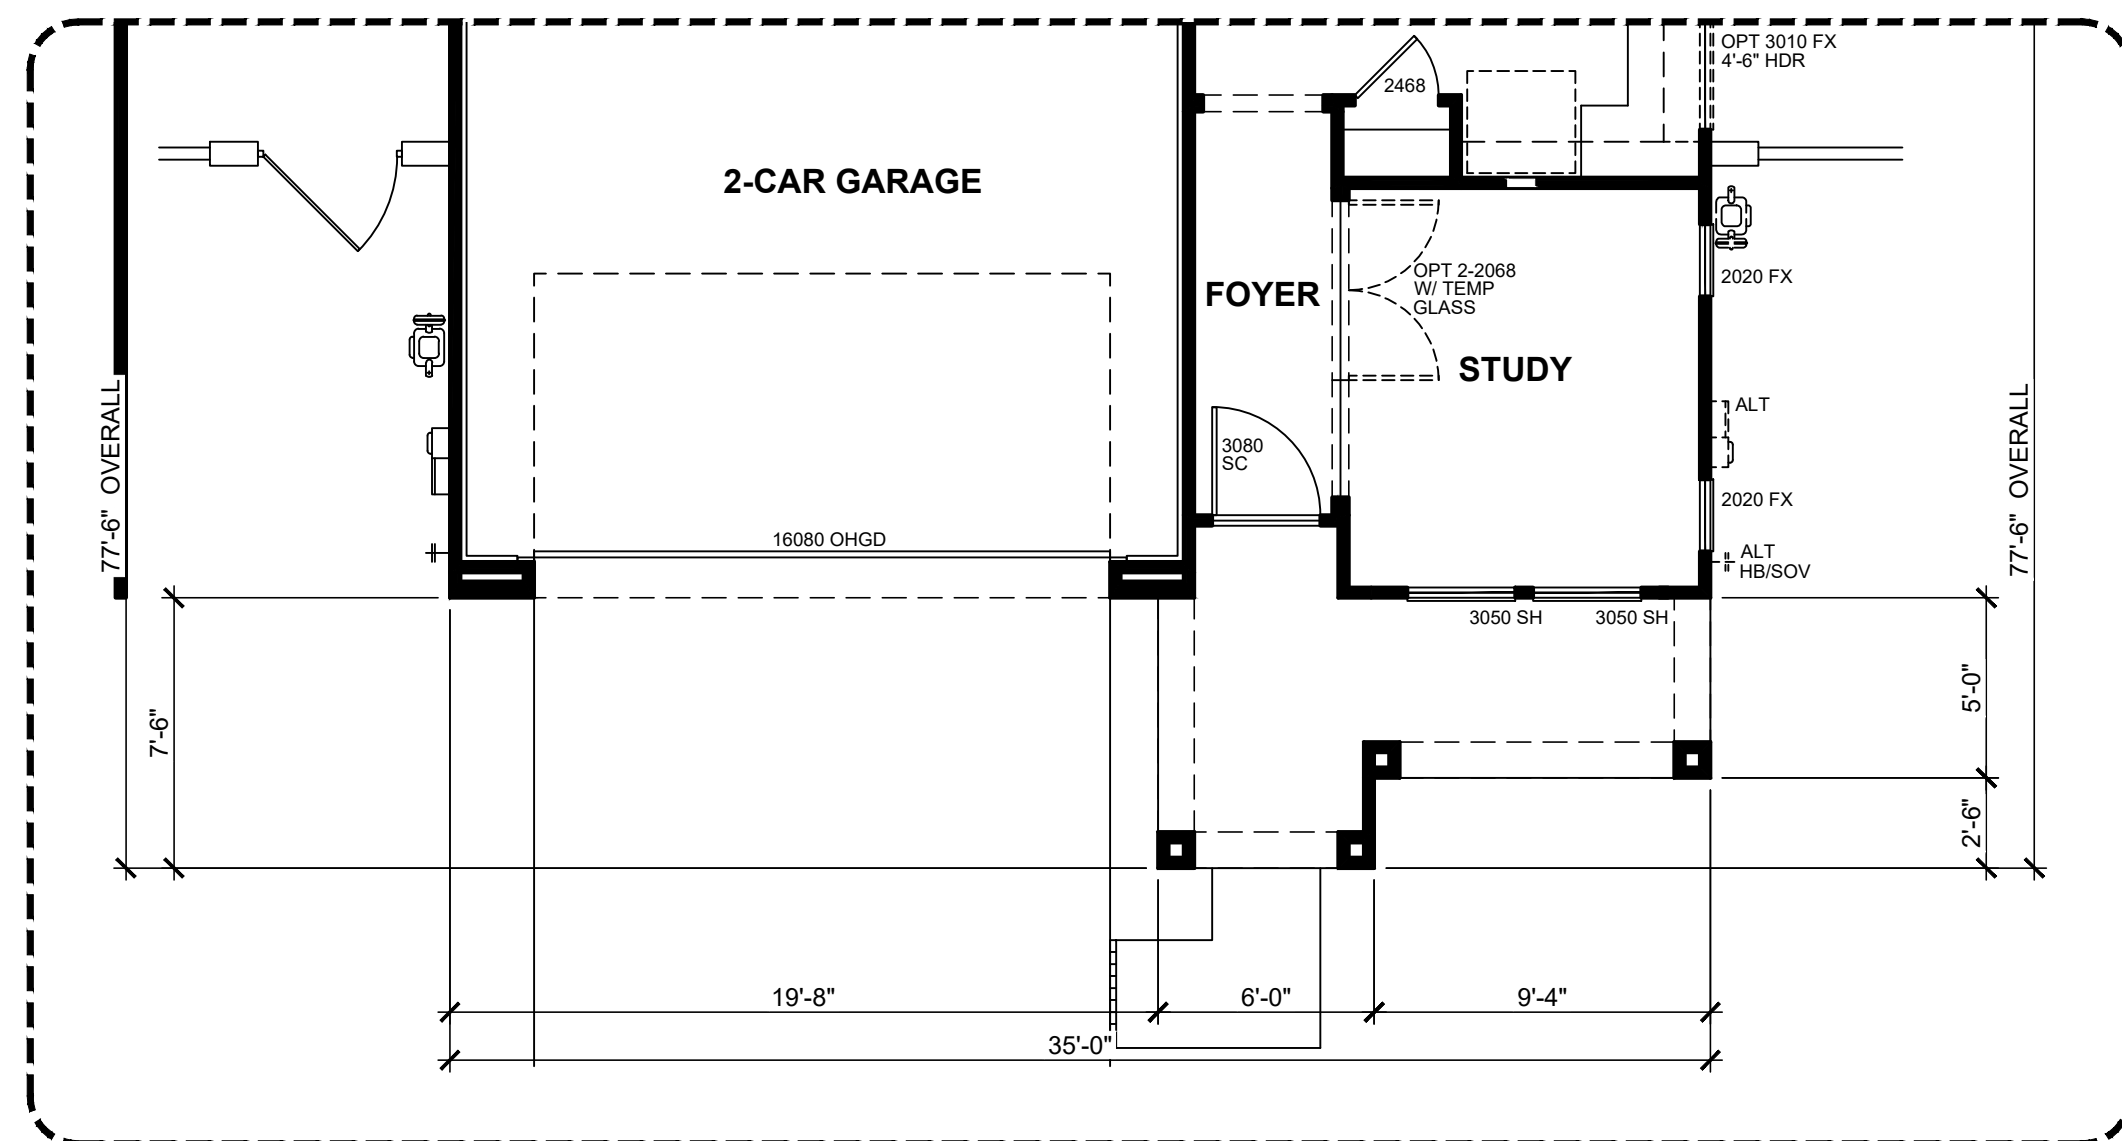 OPT 3010 FX
4'-6" HDR
2468
2-CAR GARAGE
2020 FX
OPT 2-2068
W/ TEMP
GLASS
FOYER
STUDY
77'-6" OVERALL
77'-6" OVERALL
ALT
3080
SC
2020 FX
16080 OHGD
ALT
HB/SOV
3050 SH
3050 SH
7'-6"
5'-0"
2'-6"
19'-8"
6'-0"
9'-4"
35'-0"